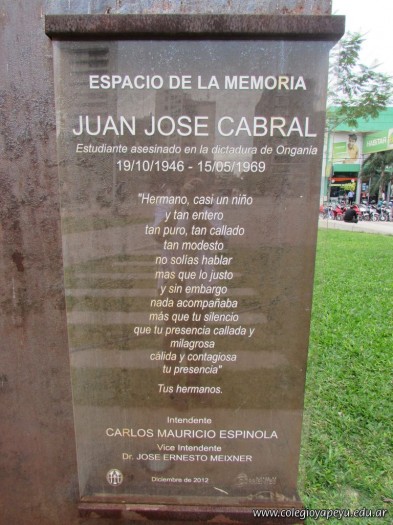 ESPACIO DE LA MEMORIA
JUAN JOSE CABRAL
Estudiante asesinado en la dictadura de Ongania
19/10/1946 - 15/05/1969
"Hermano, casi un niño
y tan entero
tan puro, tan callado
tan modesto
no solías hablar
mas que lo justo
y sin embargo
nada acompañaba
más que tu silencio
que tu presencia callada y
milagrosa
cálida y contagiosa
tu presencia"
Tus hermanos.
Intendente
CARLOS MAURICIO ESPINOLA
Vice Intendente
Dr. JOSE ERNESTO MEIXNER
Diciembre de 2012
www.colegioyapeyu.edu.ar